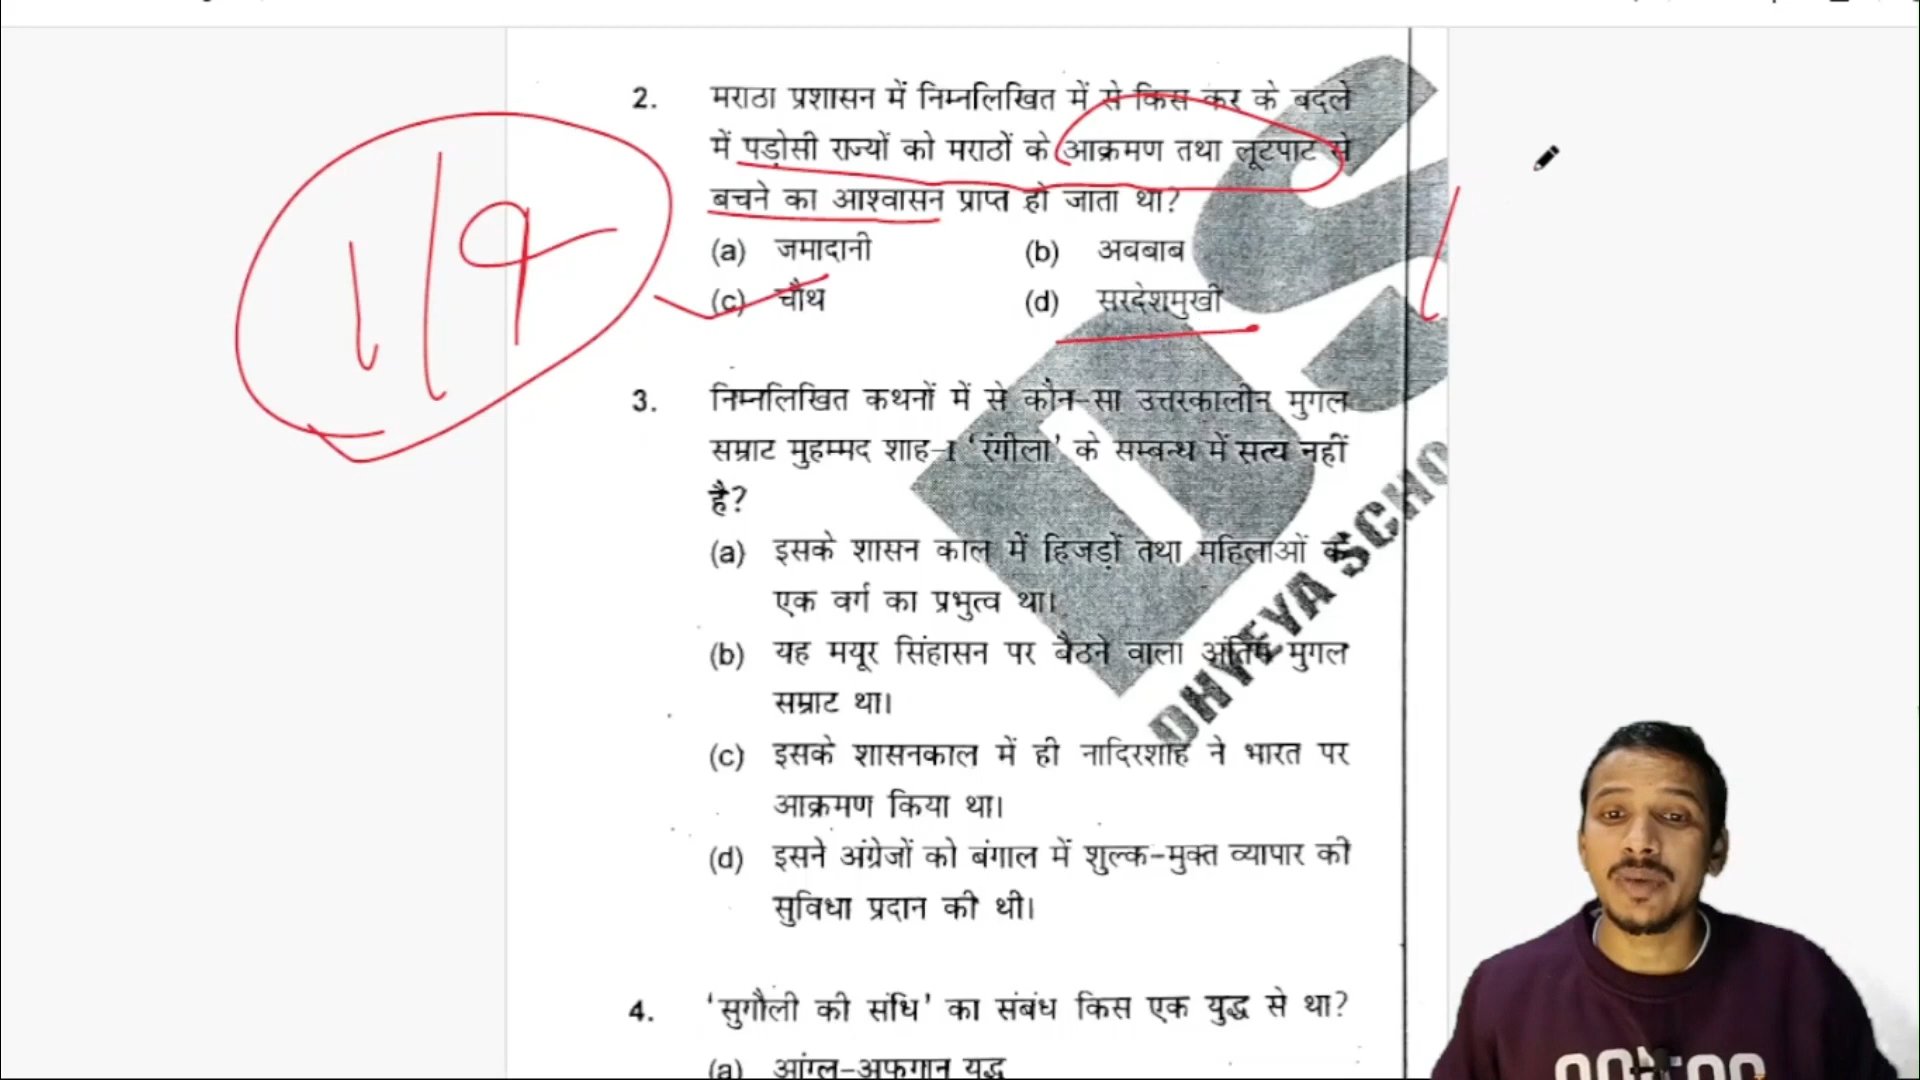 2. मराठा प्रशासन में निम्नलिखित में से किस कर के बदले
में पड़ोसी राज्यों को मराठों के आक्रमण तथा लूटपाट से
बचने का आश्वासन प्राप्त हो जाता था?
(a) जमादानी (b) अबवाब
(c) चौथ (d) सरदेशमुखी
1/9
3. निम्नलिखित कथनों में से कौन-सा उत्तरकालीन मुगल
सम्राट मुहम्मद शाह-I 'रंगीला' के सम्बन्ध में सत्य नहीं
है?
(a) इसके शासन काल में हिजड़ों तथा महिलाओं के
एक वर्ग का प्रभुत्व था।
(b) यह मयूर सिंहासन पर बैठने वाला अंतिम मुगल
सम्राट था।
(c) इसके शासनकाल में ही नादिरशाह ने भारत पर
आक्रमण किया था।
(d) इसने अंग्रेजों को बंगाल में शुल्क-मुक्त व्यापार की
सुविधा प्रदान की थी।
4. 'सुगौली की संधि' का संबंध किस एक युद्ध से था?
(a) आंग्ल-अफगान युद्ध
DHYEYA SCHO